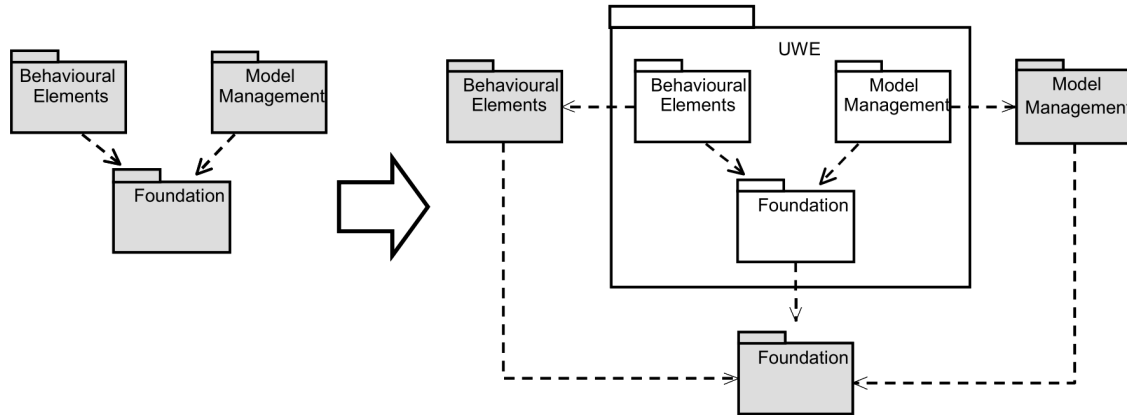 Behavioural
Elements
Model
Management
Foundation
UWE
Behavioural
Elements
Behavioural
Elements
Model
Management
Model
Management
Foundation
Foundation